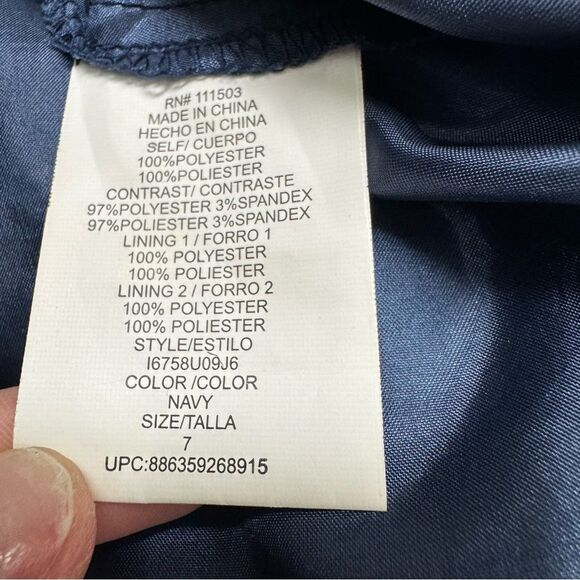 RN# 111503
MADE IN CHINA
HECHO EN CHINA
SELF/ CUERPO
100%POLYESTER
100%POLIESTER
CONTRAST/ CONTRASTE
97%POLYESTER 3%SPANDEX
97%POLIESTER 3%SPANDEX
LINING 1 / FORRO 1
100% POLYESTER
100% POLIESTER
LINING 2 / FORRO 2
100% POLYESTER
100% POLIESTER
STYLE/ESTILO
I6758U09J6
COLOR /COLOR
NAVY
SIZE/TALLA
7
UPC:886359268915